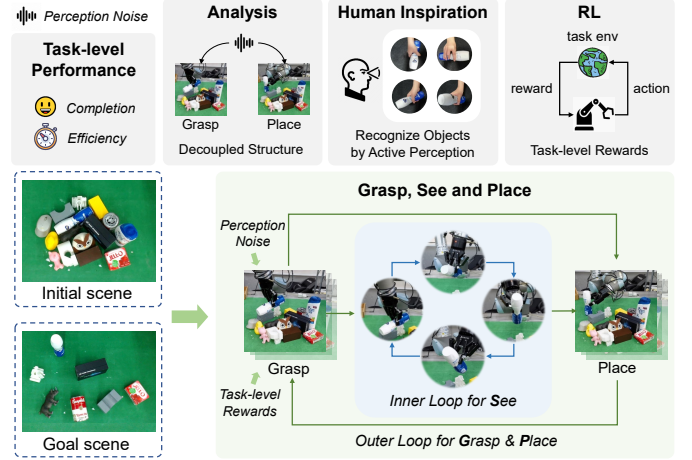 Perception Noise
Task-level
Performance
Completion
Efficiency
Analysis
Grasp
Place
Decoupled Structure
Human Inspiration
Recognize Objects
by Active Perception
RL
task env
reward
action
Task-level Rewards
Initial scene
Goal scene
Grasp, See and Place
Perception
Noise
Grasp
Task-level
Rewards
Inner Loop for See
Place
Outer Loop for Grasp & Place